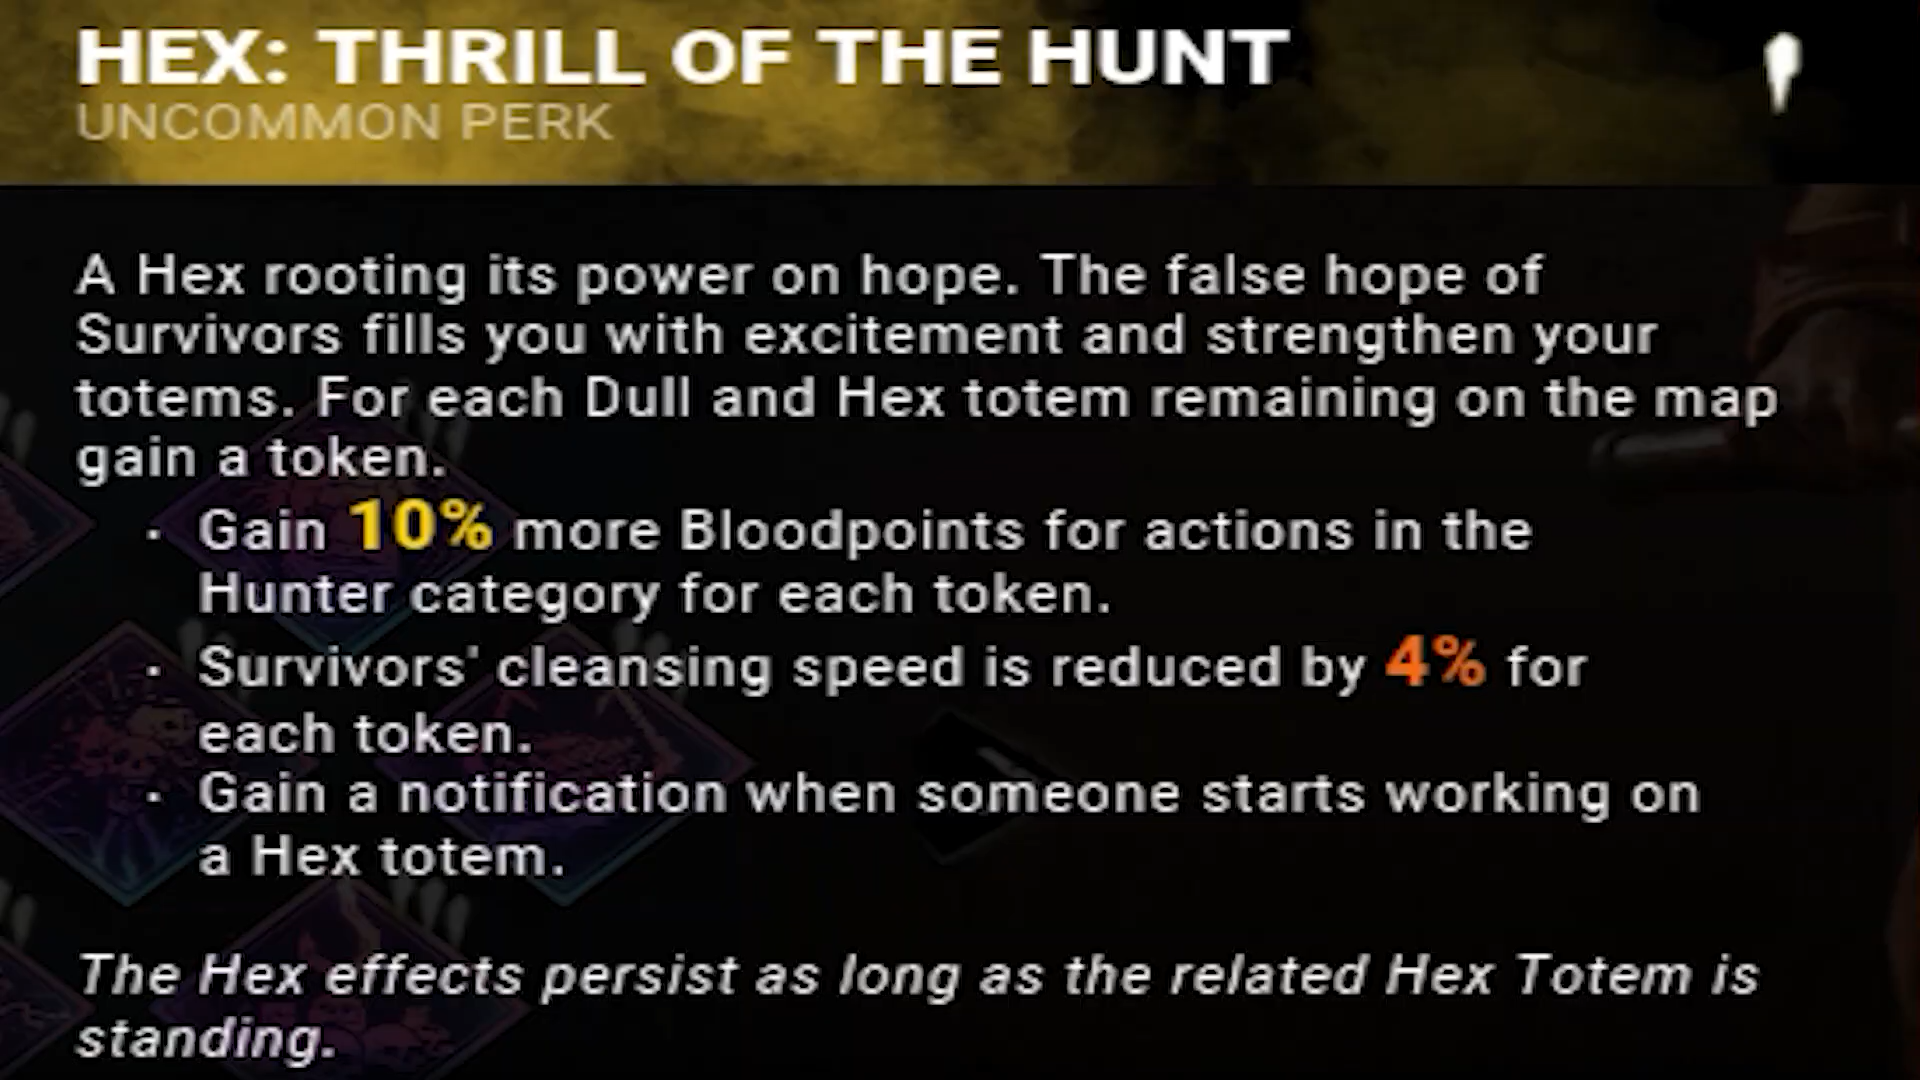 HEX: THRILL OF THE HUNT
UNCOMMON PERK
A Hex rooting its power on hope. The false hope of
Survivors fills you with excitement and strengthen your
totems. For each Dull and Hex totem remaining on the map
gain a token.
· Gain 10% more Bloodpoints for actions in the
Hunter category for each token.
· Survivors' cleansing speed is reduced by 4% for
each token.
· Gain a notification when someone starts working on
a Hex totem.
The Hex effects persist as long as the related Hex Totem is
standing.